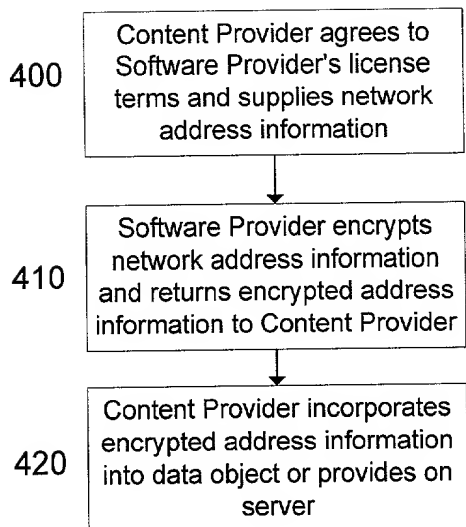 400
Content Provider agrees to
Software Provider's license
terms and supplies network
address information
410
Software Provider encrypts
network address information
and returns encrypted address
information to Content Provider
420
Content Provider incorporates
encrypted address information
into data object or provides on
server